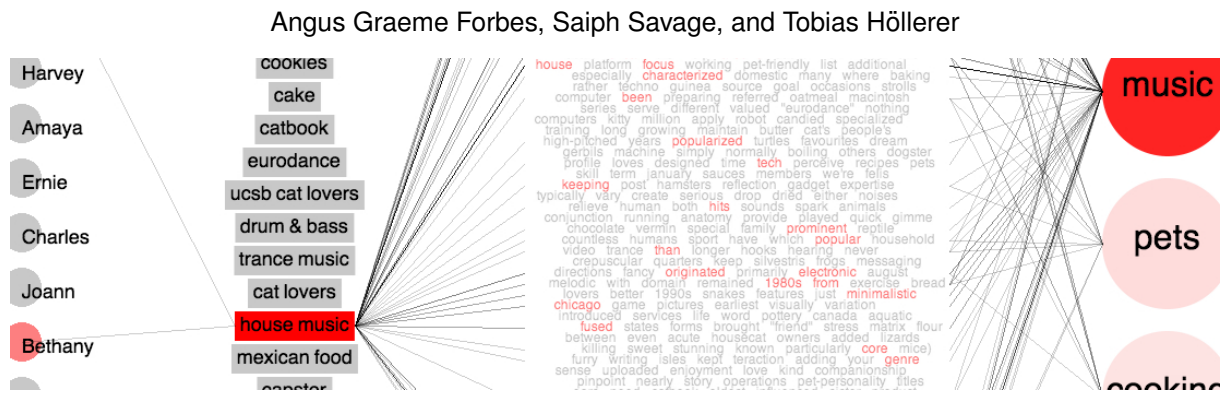 Angus Graeme Forbes, Saiph Savage, and Tobias Höllerer
Harvey
Amaya
Ernie
Charles
Joann
Bethany
cookies
cake
catbook
eurodance
ucsb cat lovers
drum & bass
trance music
cat lovers
house music
mexican food
capster
house platform focus working pet-friendly list additional
especially characterized domestic many where baking
rather techno guinea source goal occasions strolls
computer been preparing referred oatmeal macintosh
series serve different valued "eurodance" nothing
computers kitty million apply robot candied specialized
training long growing maintain butter cat's people's
high-pitched years popularized turtles favourites dream
gerbils machine simply normally boiling others dogster
profile loves designed time tech perceive recipes pets
skill term january sauces members we're felis
keeping post hamsters reflection gadget expertise
typically vary create serious drop dried either noises
relieve human both hits sounds spark animals
conjunction running anatomy provide played quick gimme
chocolate vermin special family prominent reptile
countless humans sport have which popular household
video trance than longer hooks hearing never
crepuscular quarters keep silvestris frogs messaging
directions fancy originated primarily electronic august
melodic with domain remained 1980s from exercise bread
lovers better 1990s snakes features just minimalistic
chicago game pictures earliest visually variation
introduced services life word pottery canada aquatic
fused states forms brought "friend" stress matrix flour
between even acute housecat owners added lizards
killing sweet stunning known particularly core mice)
furry writing isles kept teraction adding your genre
sense uploaded enjoyment love kind companionship
pinpoint nearly story operations pet-personality titles
music
pets
cooking